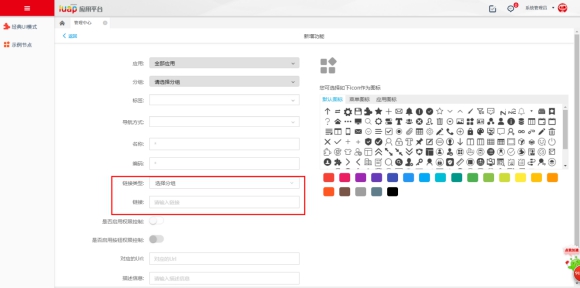 iuap 应用平台
系统管理员
经典UI模式
示例节点
管理中心
返回
新增功能
应用:
全部应用
分组:
请选择分组
标签:
导航方式:
名称:
*
编码:
*
链接类型:
选择分组
链接:
请输入链接
是否启用权限控制:
是否启用按钮权限控制:
对应的URI:
对应的URI
描述信息:
请输入描述信息
您可选择如下icon作为图标
默认图标
菜单图标
应用图标